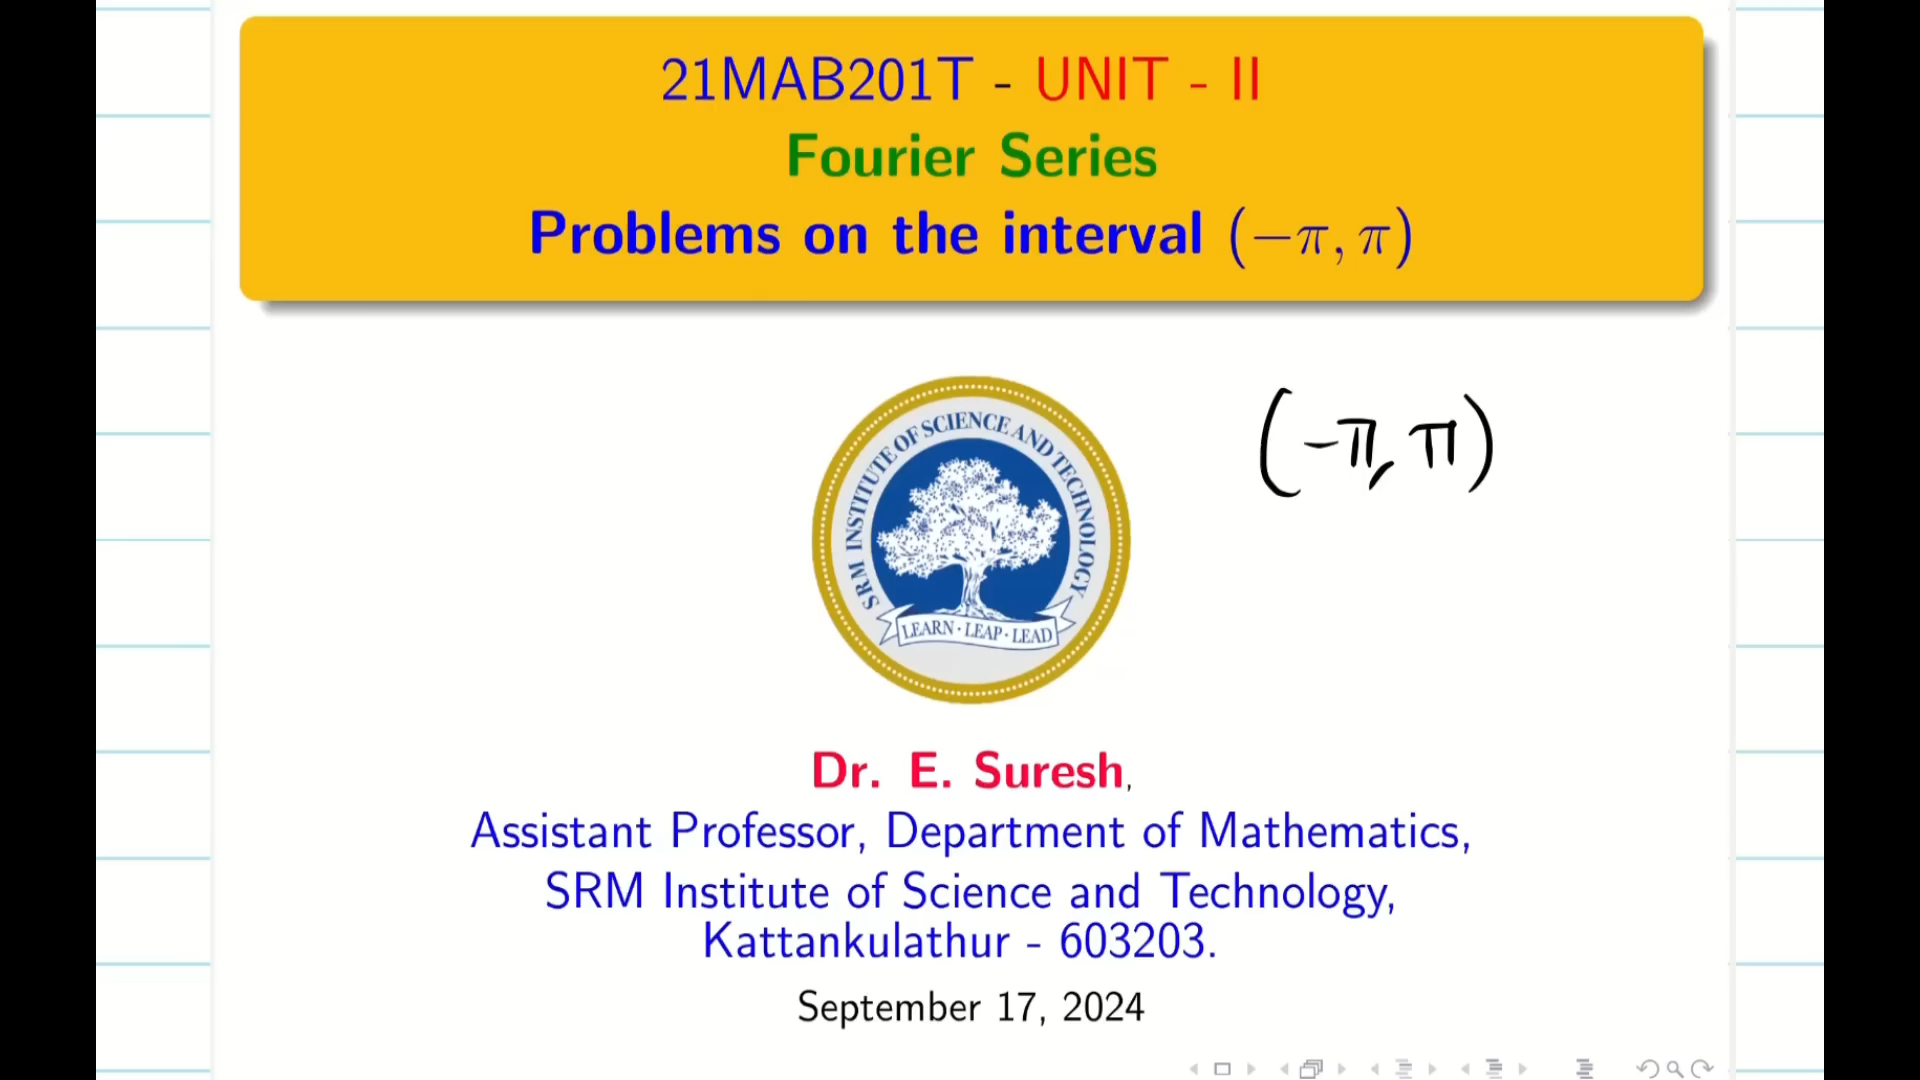 21MAB201T - UNIT - II
Fourier Series
Problems on the interval (−π, π)
(-π, π)
SRM INSTITUTE OF SCIENCE AND TECHNOLOGY
LEARN · LEAP · LEAD
Dr. E. Suresh,
Assistant Professor, Department of Mathematics,
SRM Institute of Science and Technology,
Kattankulathur - 603203.
September 17, 2024